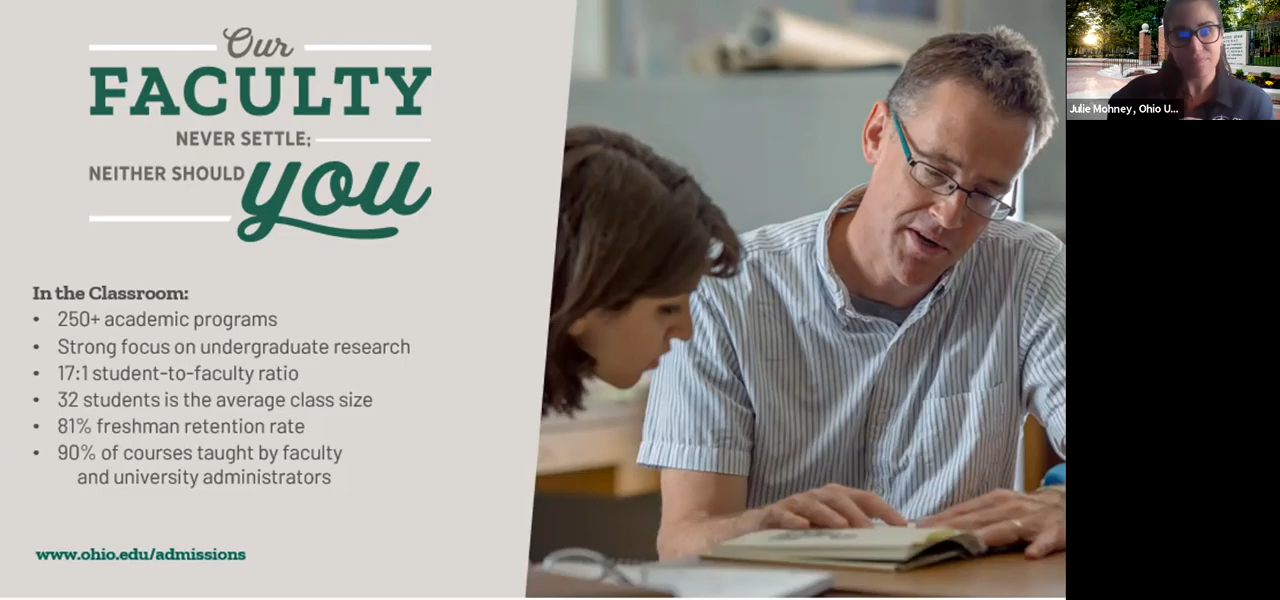 Our
FACULTY
NEVER SETTLE;
NEITHER SHOULD you
In the Classroom:
• 250+ academic programs
• Strong focus on undergraduate research
• 17:1 student-to-faculty ratio
• 32 students is the average class size
• 81% freshman retention rate
• 90% of courses taught by faculty
and university administrators
www.ohio.edu/admissions
Julie Mohney, Ohio U...